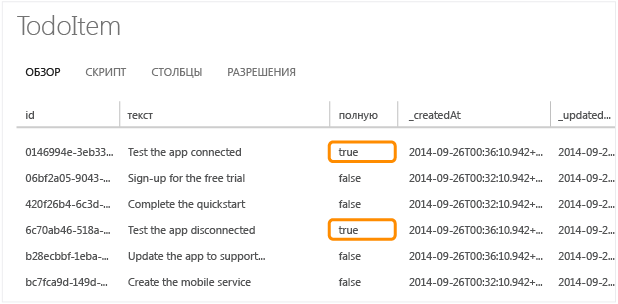 TodoItem
ОБЗОР СКРИПТ СТОЛБЦЫ РАЗРЕШЕНИЯ
id текст полную _createdAt _updated...
0146994e-3eb33... Test the app connected true 2014-09-26T00:36:10.942+... 2014-09-2...
06bf2a05-9043-... Sign-up for the free trial false 2014-09-26T00:32:10.942+... 2014-09-2...
420f26b4-6c3d-... Complete the quickstart false 2014-09-26T00:32:10.942+... 2014-09-2...
6c70ab46-518a-... Test the app disconnected true 2014-09-26T00:36:10.942+... 2014-09-2...
b28ecbbf-1eba-... Update the app to support... false 2014-09-26T00:36:10.942+... 2014-09-2...
bc7fca9d-149d-... Create the mobile service false 2014-09-26T00:32:10.942+... 2014-09-2...